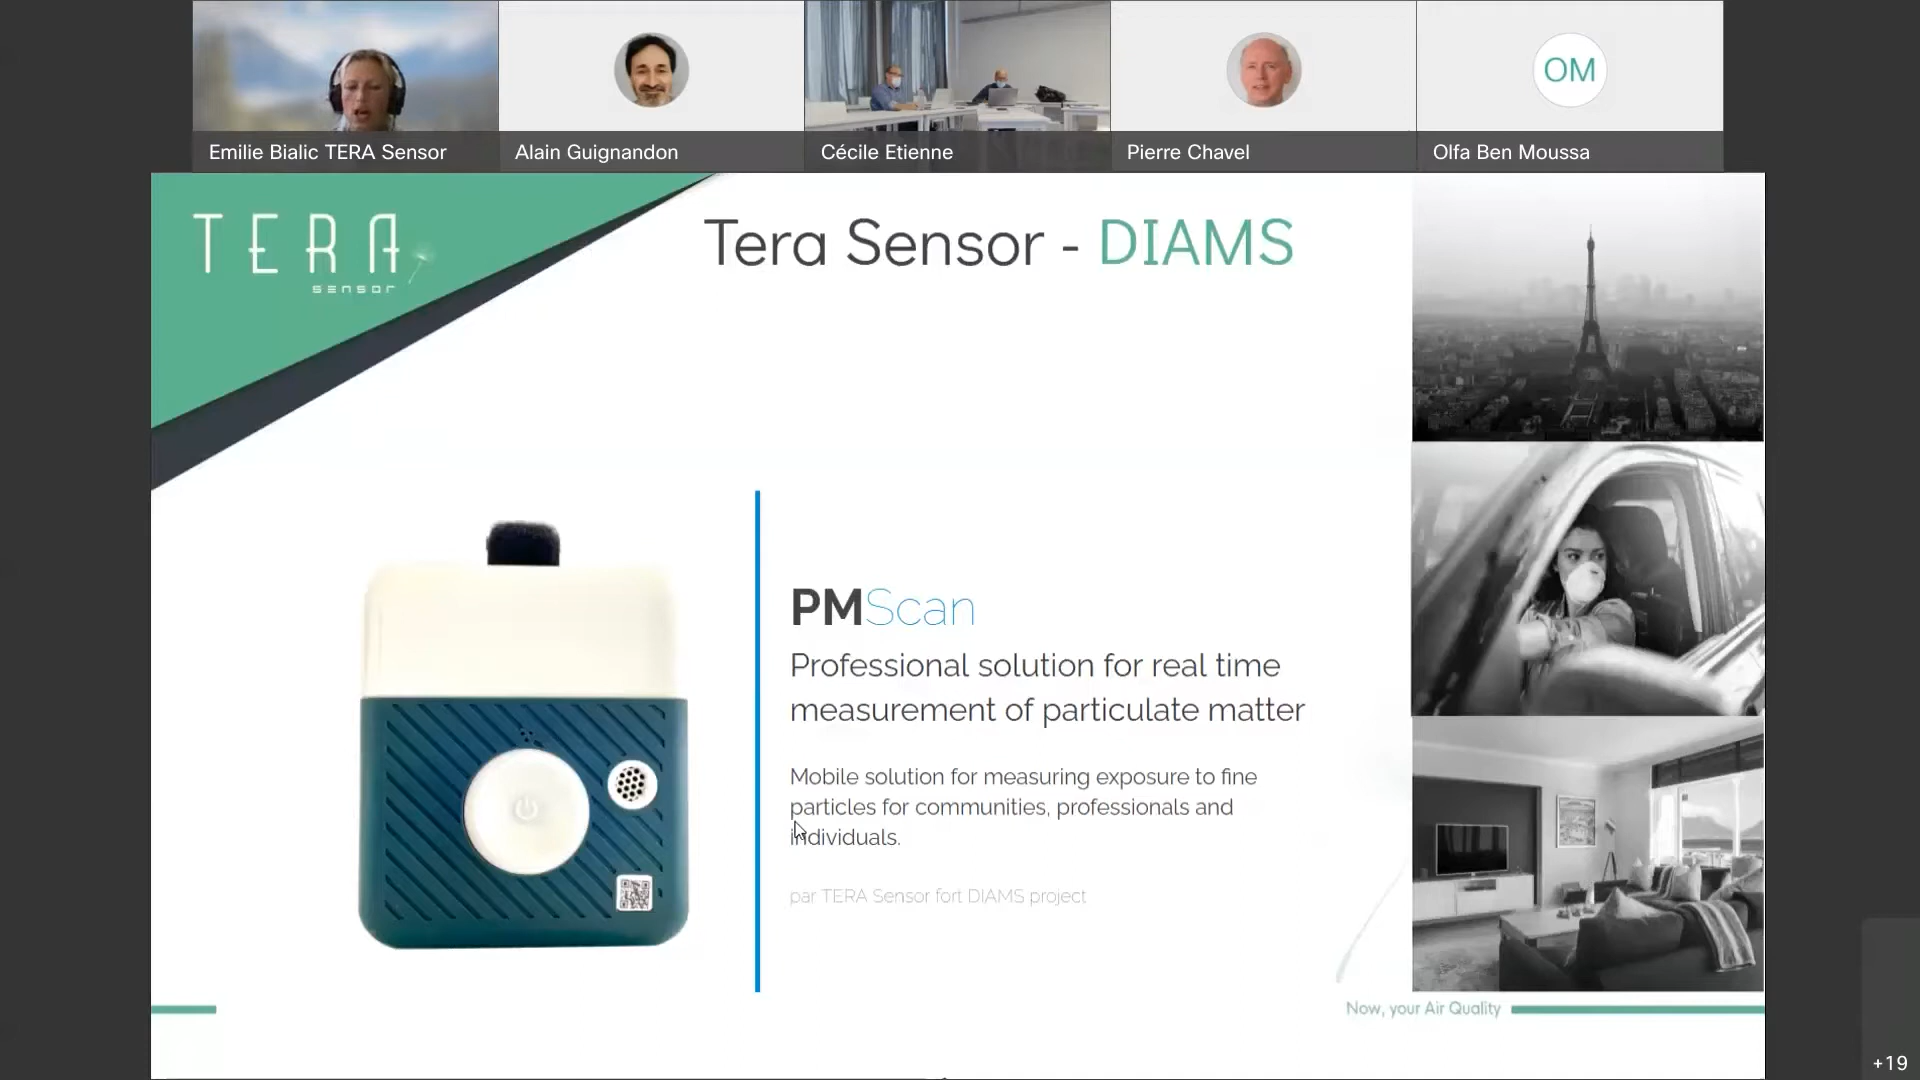 OM
Emilie Bialic TERA Sensor
Alain Guignandon
Cécile Etienne
Pierre Chavel
Olfa Ben Moussa
TERA
sensor
Tera Sensor - DIAMS
PMScan
Professional solution for real time
measurement of particulate matter
Mobile solution for measuring exposure to fine
particles for communities, professionals and
individuals.
par TERA Sensor fort DIAMS project
Now, your Air Quality
+19